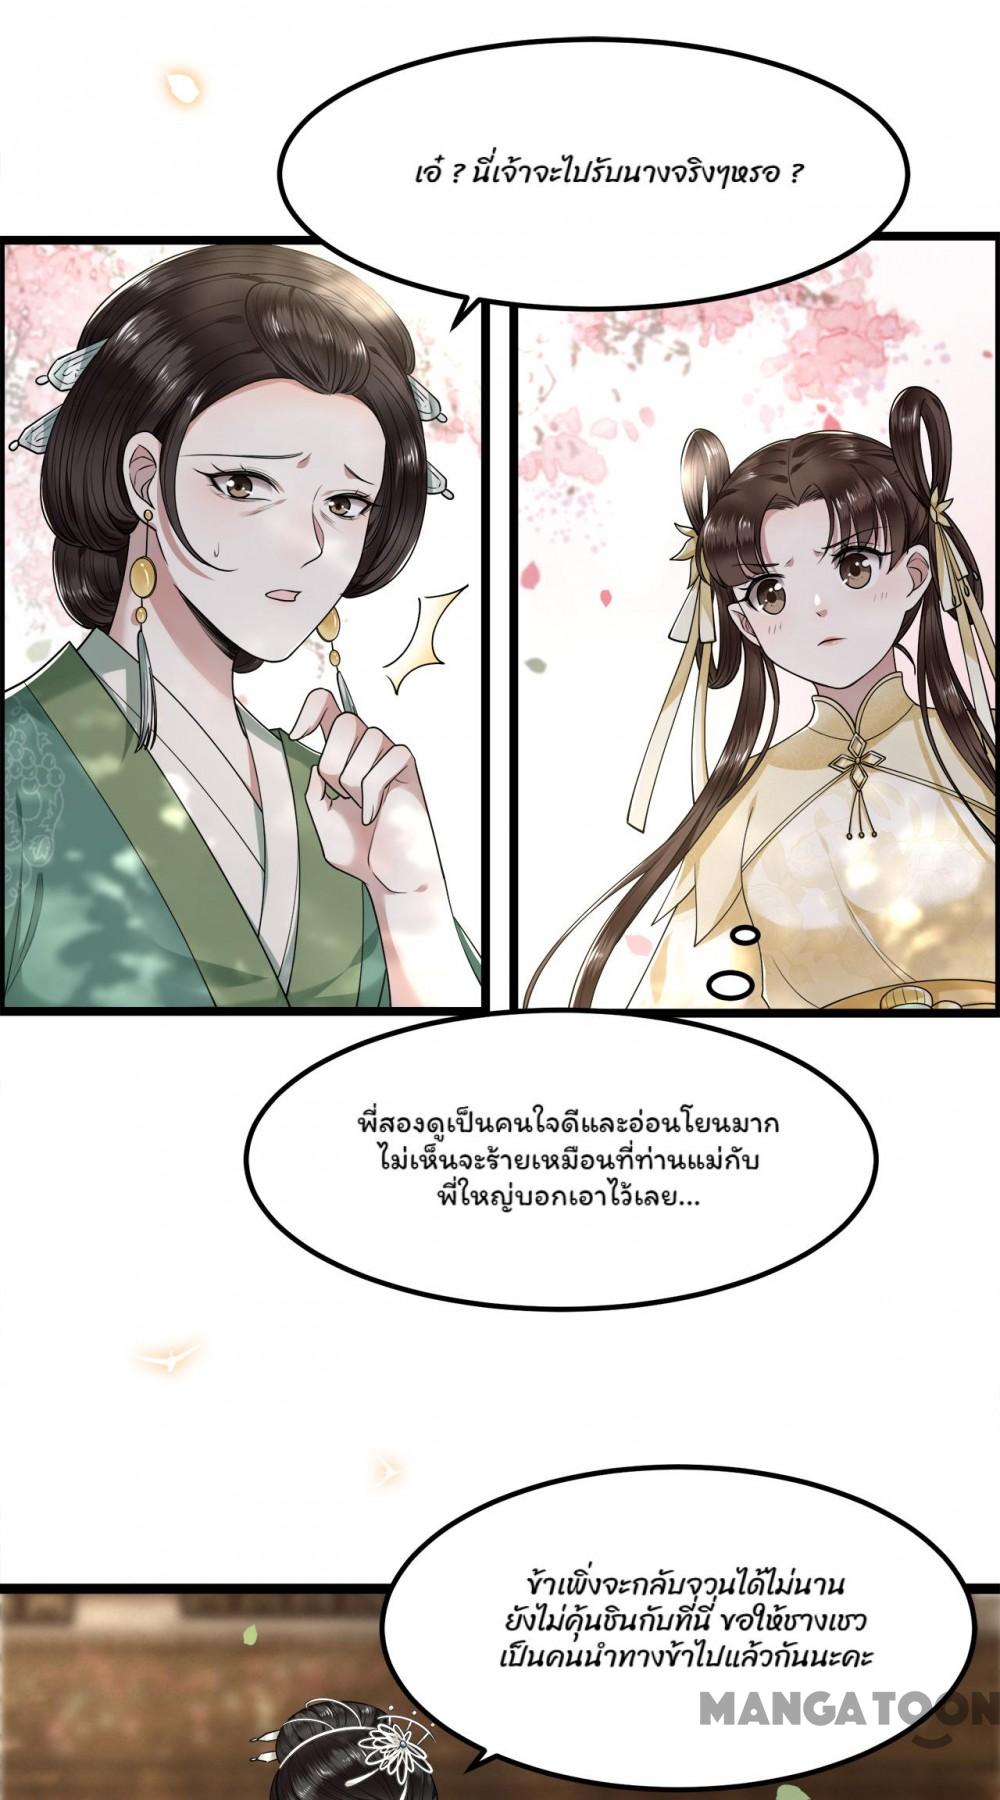 เอ๋ ? นี่เจ้าจะไปรับนางจริงๆหรอ ?
พี่สองดูเป็นคนใจดีและอ่อนโยนมาก
ไม่เห็นจะร้ายเหมือนที่ท่านแม่กับ
พี่ใหญ่บอกเอาไว้เลย...
ข้าเพิ่งจะกลับจวนได้ไม่นาน
ยังไม่คุ้นชินกับที่นี่ ขอให้ชางเชว
เป็นคนนำทางข้าไปแล้วกันนะคะ
MANGATOON